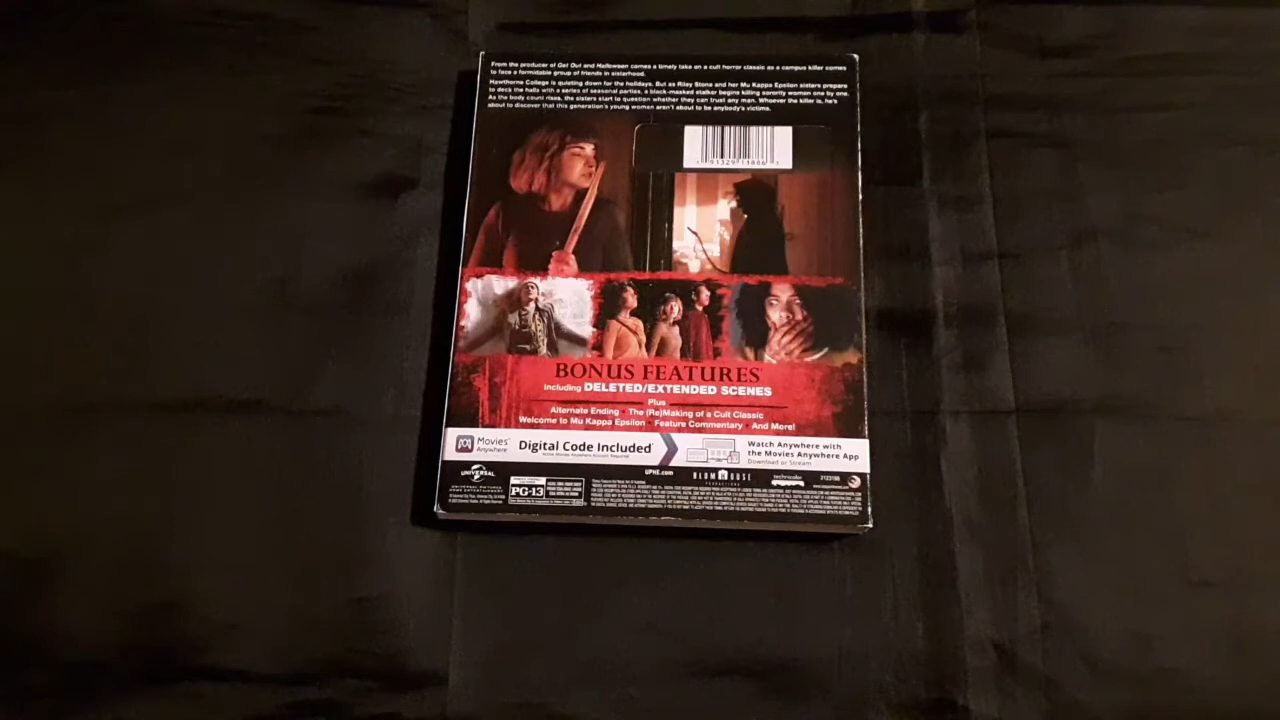 From the producer of Get Out and Halloween comes a timely take on a cult horror classic as a campus killer comes
to face a formidable group of friends in sisterhood.
Hawthorne College is quieting down for the holidays. But as Riley Stone and her Mu Kappa Epsilon sisters prepare
to deck the halls with a series of seasonal parties, a black-masked stalker begins killing sorority women one by one.
As the body count rises, the sisters start to question whether they can trust any man. Whoever the killer is, he's
about to discover that this generation's young women aren't about to be anybody's victims.
91329 11886
BONUS FEATURES
Including DELETED/EXTENDED SCENES
Plus
Alternate Ending • The (Re)Making of a Cult Classic
Welcome to Mu Kappa Epsilon • Feature Commentary • And More!
Movies Anywhere
Digital Code Included
Watch Anywhere with
the Movies Anywhere App
Download or Stream
UNIVERSAL
PG-13
UPHE.com
BLUMHOUSE
PRODUCTIONS
technicolor